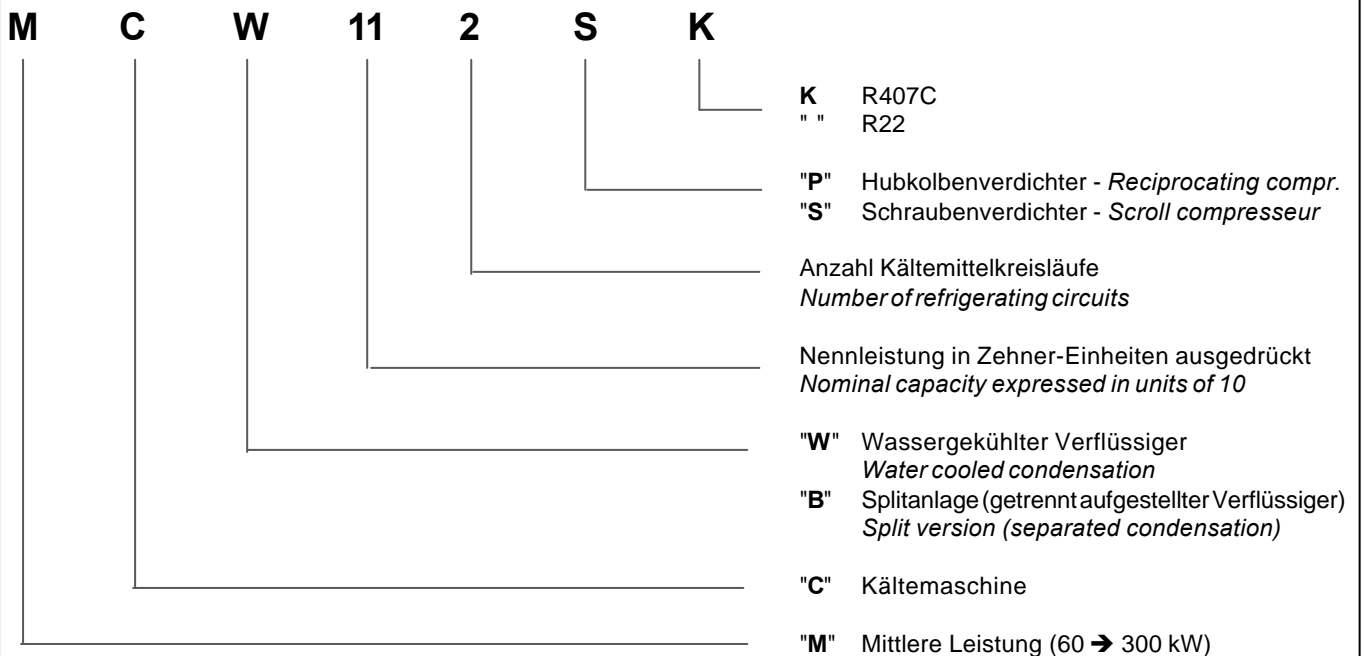 M C W 11 2 S K
K R407C
" " R22
"P" Hubkolbenverdichter - Reciprocating compr.
"S" Schraubenverdichter - Scroll compresseur
Anzahl Kältemittelkreisläufe
Number of refrigerating circuits
Nennleistung in Zehner-Einheiten ausgedrückt
Nominal capacity expressed in units of 10
"W" Wassergekühlter Verflüssiger
Water cooled condensation
"B" Splitanlage (getrennt aufgestellter Verflüssiger)
Split version (separated condensation)
"C" Kältemaschine
"M" Mittlere Leistung (60 ➔ 300 kW)